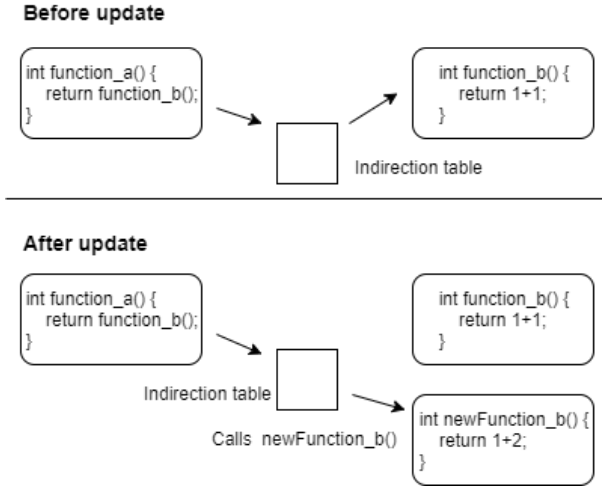 Before update
int function_a() {
return function_b();
}
int function_b() {
return 1+1;
}
Indirection table
After update
int function_a() {
return function_b();
}
int function_b() {
return 1+1;
}
Indirection table
Calls newFunction_b()
int newFunction_b() {
return 1+2;
}